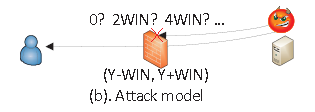 0? 2WIN? 4WIN? ...
(Y-WIN, Y+WIN)
(b). Attack model